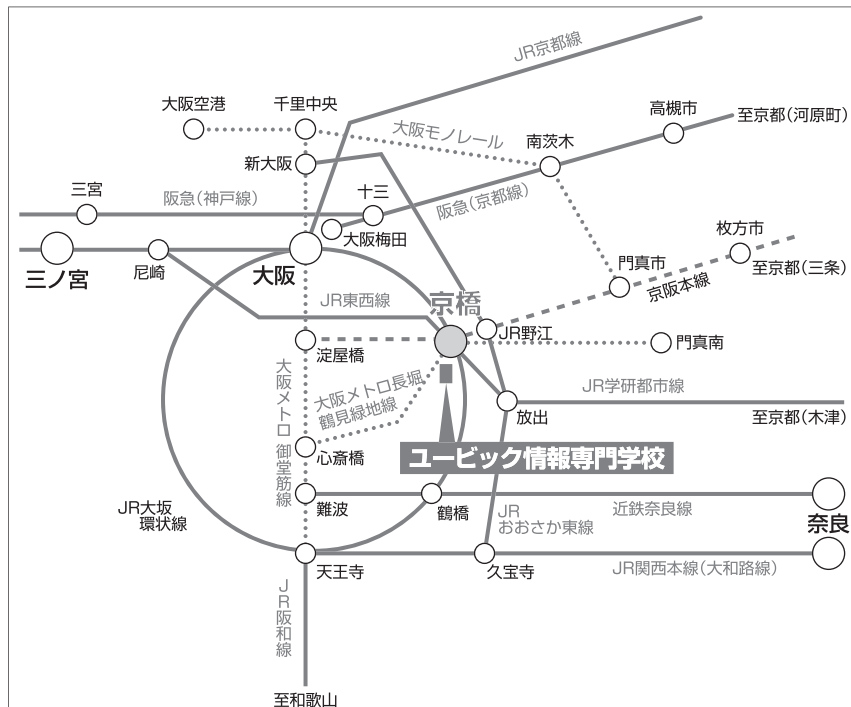 JR京都線
大阪空港
千里中央
高槻市
至京都(河原町)
大阪モノレール
南茨木
新大阪
三宮
阪急(神戸線)
十三
阪急(京都線)
大阪梅田
枚方市
三ノ宮
尼崎
大阪
門真市
京阪本線
至京都(三条)
JR東西線
京橋
JR野江
淀屋橋
門真南
大阪メトロ 御堂筋線
大阪メトロ長堀
鶴見緑地線
JR学研都市線
放出
至京都(木津)
心斎橋
ユービック情報専門学校
JR大坂
環状線
難波
鶴橋
JR
おおさか東線
近鉄奈良線
奈良
天王寺
久宝寺
JR関西本線(大和路線)
JR阪和線
至和歌山